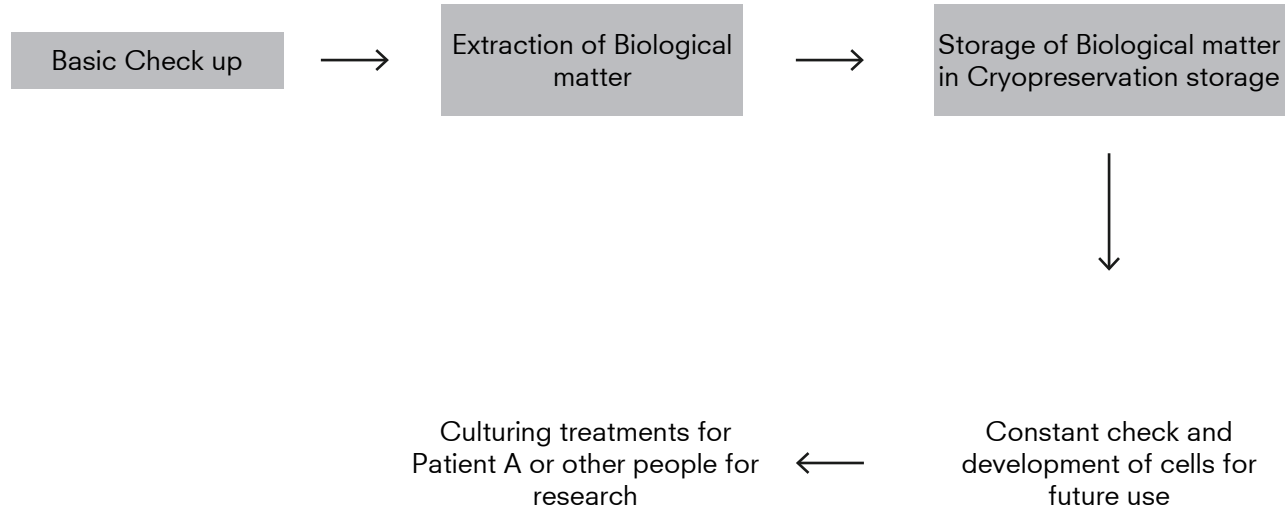 Basic Check up
Extraction of Biological
matter
Storage of Biological matter
in Cryopreservation storage
Constant check and
development of cells for
future use
Culturing treatments for
Patient A or other people for
research